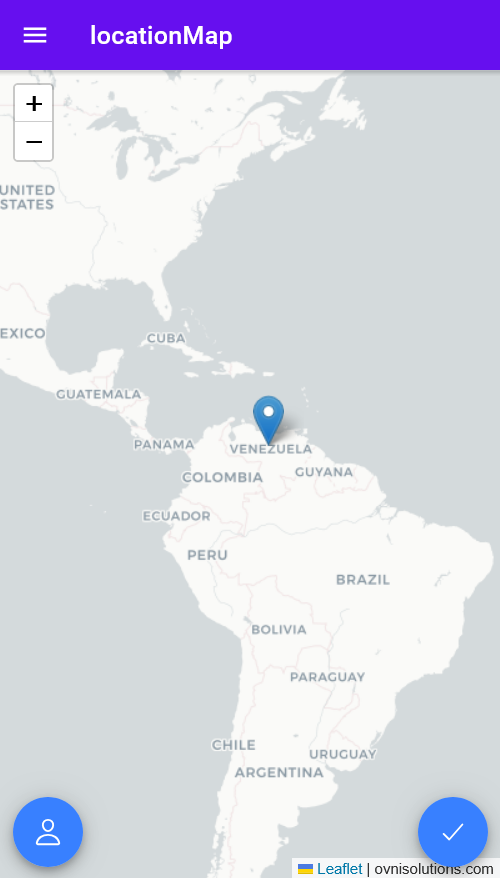 locationMap
+
−
UNITED
STATES
EXICO
CUBA
GUATEMALA
PANAMA
VENEZUELA
GUYANA
COLOMBIA
ECUADOR
PERU
BRAZIL
BOLIVIA
PARAGUAY
CHILE
URUGUAY
ARGENTINA
Leaflet | ovnisolutions.com